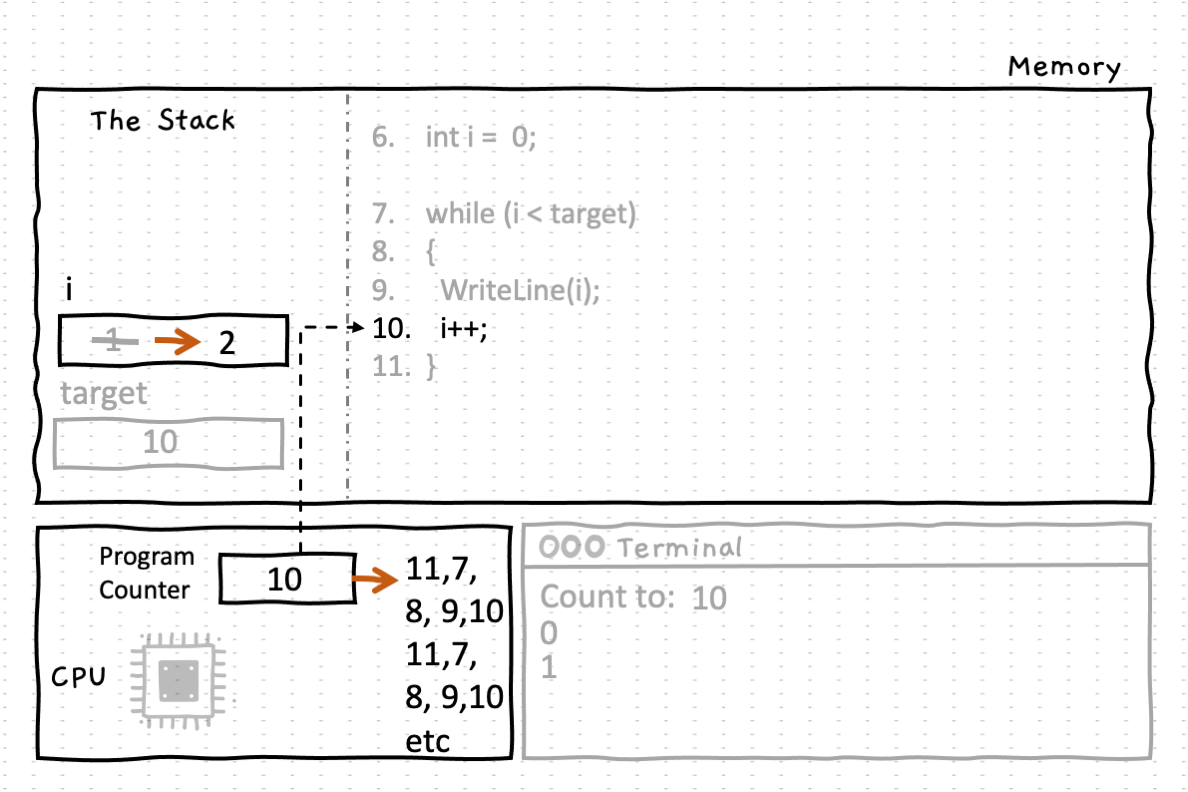 Memory
The Stack
6. int i = 0;
7. while (i < target)
8. {
9. WriteLine(i);
10. i++;
11. }
i
1 2
target
10
Program
Counter
10
11,7,
8, 9,10
11,7,
8, 9,10
etc
CPU
Terminal
Count to: 10
0
1